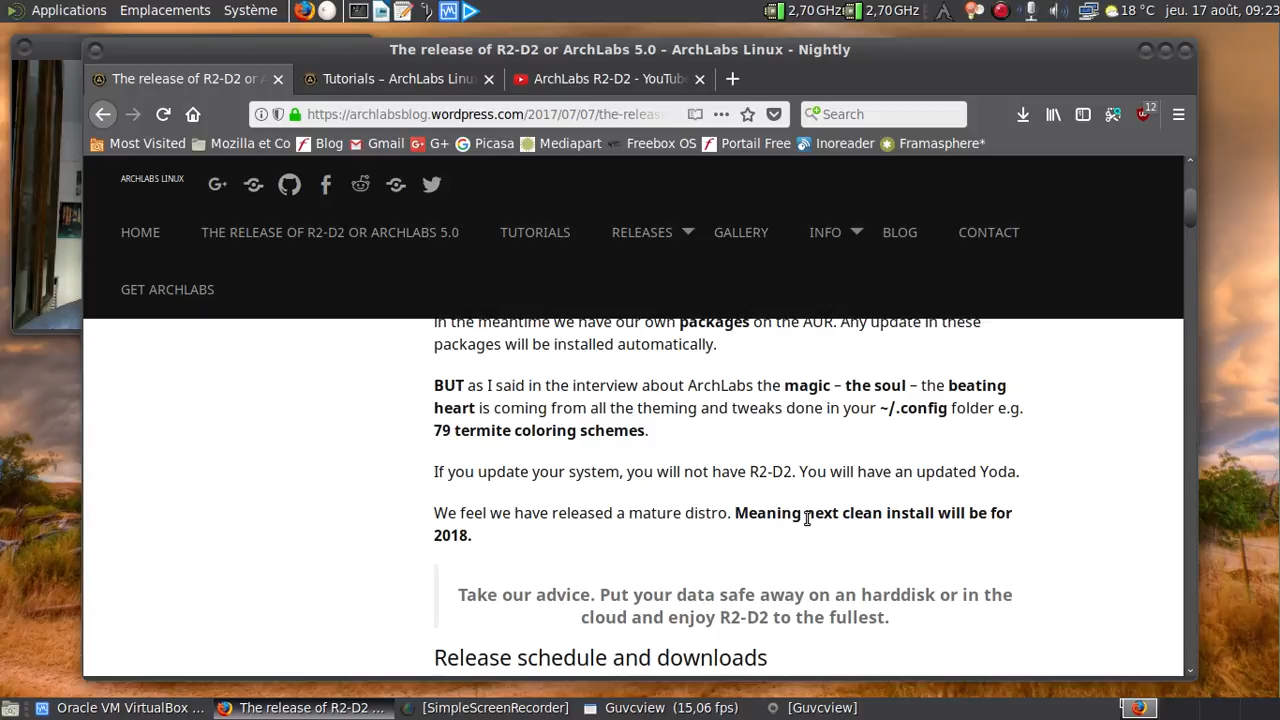 Applications Emplacements Système 2,70 GHz 2,70 GHz 18 °C jeu. 17 août, 09:23
The release of R2-D2 or ArchLabs 5.0 – ArchLabs Linux - Nightly
The release of R2-D2 or A Tutorials – ArchLabs Linu ArchLabs R2-D2 - YouTub
https://archlabsblog.wordpress.com/2017/07/07/the-releas Search 12
Most Visited Mozilla et Co Blog Gmail G+ Picasa Mediapart Freebox OS Portail Free Inoreader Framasphere*
ARCHLABS LINUX
HOME THE RELEASE OF R2-D2 OR ARCHLABS 5.0 TUTORIALS RELEASES GALLERY INFO BLOG CONTACT
GET ARCHLABS
In the meantime we have our own packages on the AUR. Any update in these
packages will be installed automatically.
BUT as I said in the interview about ArchLabs the magic – the soul – the beating
heart is coming from all the theming and tweaks done in your ~/.config folder e.g.
79 termite coloring schemes.
If you update your system, you will not have R2-D2. You will have an updated Yoda.
We feel we have released a mature distro. Meaning next clean install will be for
2018.
Take our advice. Put your data safe away on an harddisk or in the
cloud and enjoy R2-D2 to the fullest.
Release schedule and downloads
Oracle VM VirtualBox ... The release of R2-D2 ... [SimpleScreenRecorder] Guvcview (15,06 fps) [Guvcview]